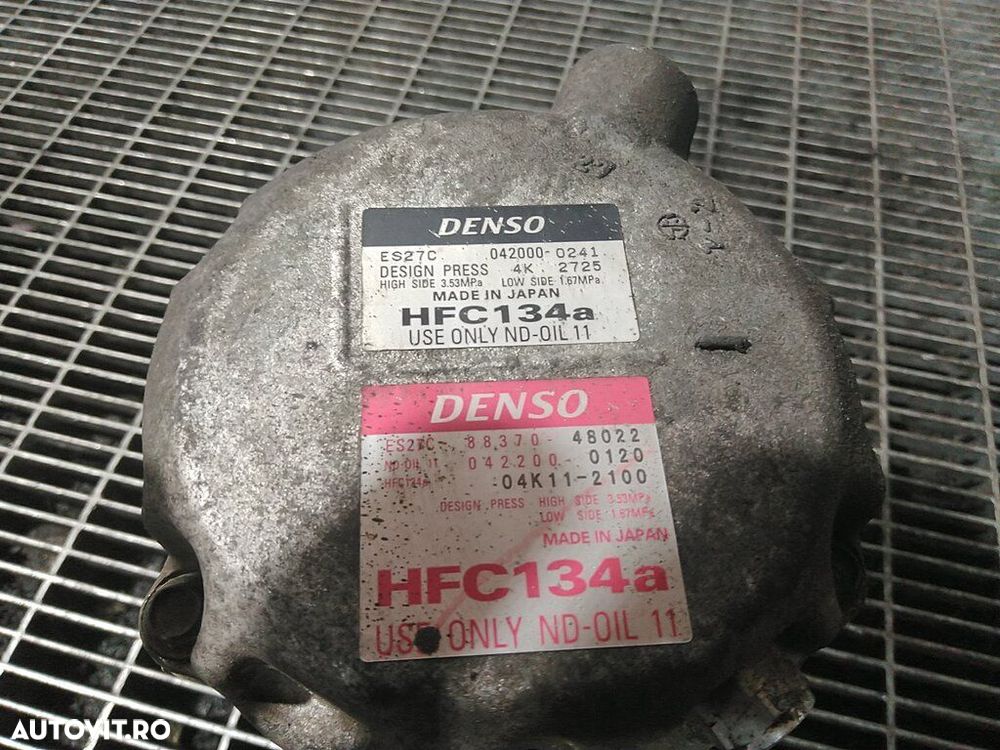 DENSO
ES27C 042000-0241
DESIGN PRESS 4K 2725
HIGH SIDE 3.53MPa LOW SIDE 1.67MPa
MADE IN JAPAN
HFC134a
USE ONLY ND-OIL 11
DENSO
ES27C 88370-48022
ND-OIL 11 042200-0120
HFC134a 04K11-2100
DESIGN PRESS HIGH SIDE 3.53MPa
LOW SIDE 1.67MPa
MADE IN JAPAN
HFC134a
USE ONLY ND-OIL 11
AUTOVIT.RO